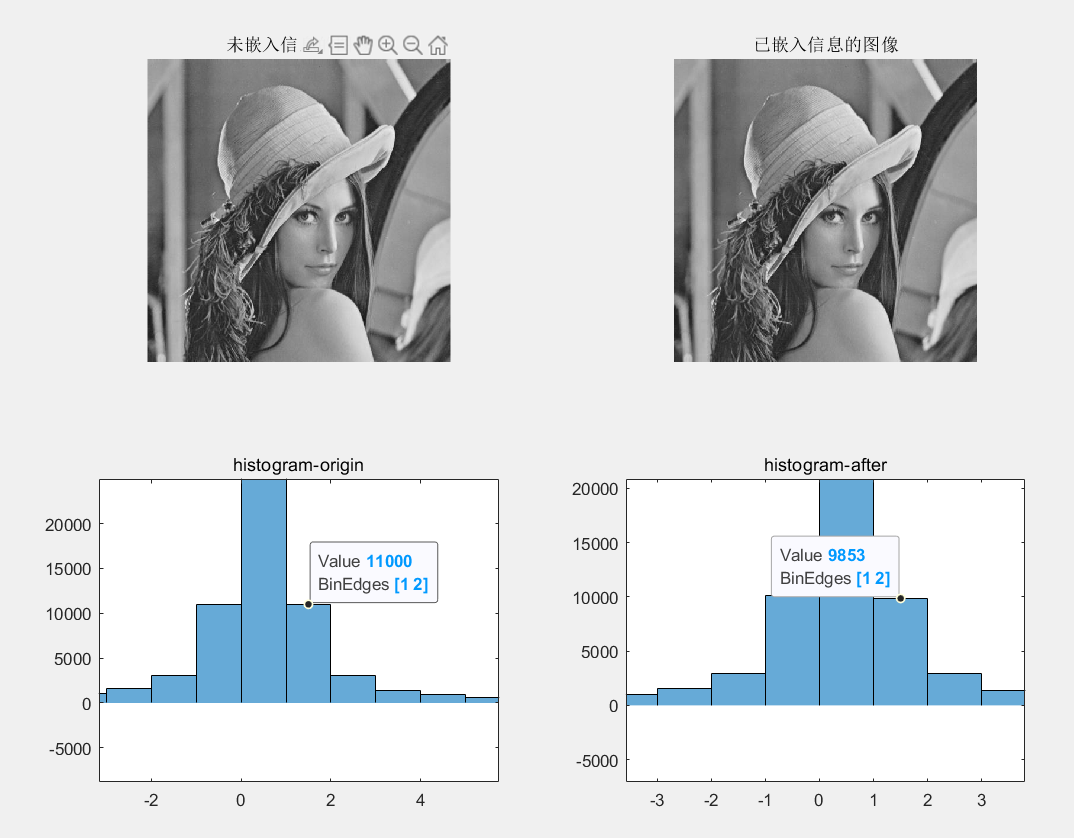 未嵌入信
已嵌入信息的图像
histogram-origin
20000
15000
10000
5000
0
-5000
-2
0
2
4
Value 11000
BinEdges [1 2]
histogram-after
20000
15000
10000
5000
0
-5000
-3
-2
-1
0
1
2
3
Value 9853
BinEdges [1 2]